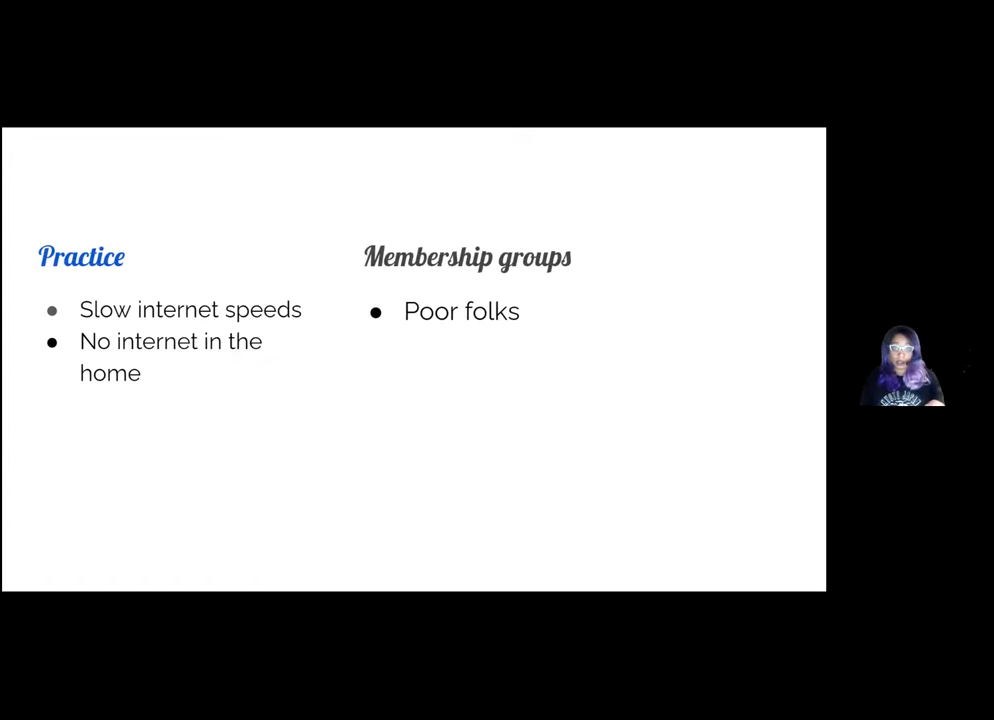 Practice
Membership groups
● Slow internet speeds
● No internet in the
home
● Poor folks